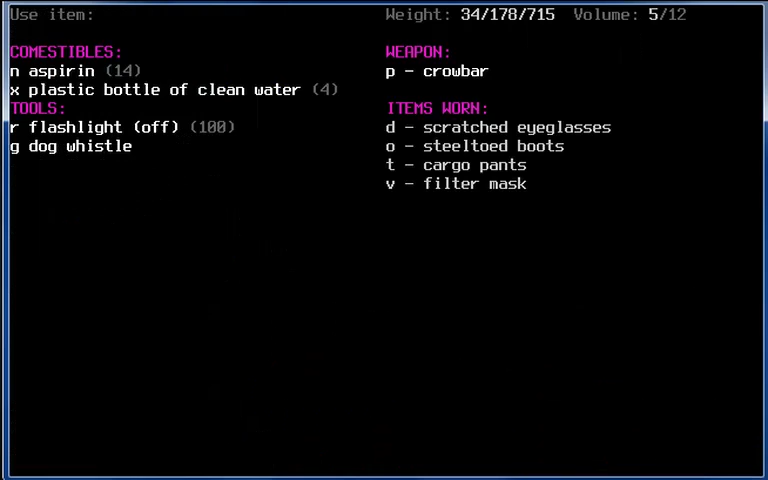 Use item: Weight: 34/178/715 Volume: 5/12
COMESTIBLES:
n aspirin (14)
x plastic bottle of clean water (4)
TOOLS:
r flashlight (off) (100)
g dog whistle
WEAPON:
p - crowbar
ITEMS WORN:
d - scratched eyeglasses
o - steeltoed boots
t - cargo pants
v - filter mask